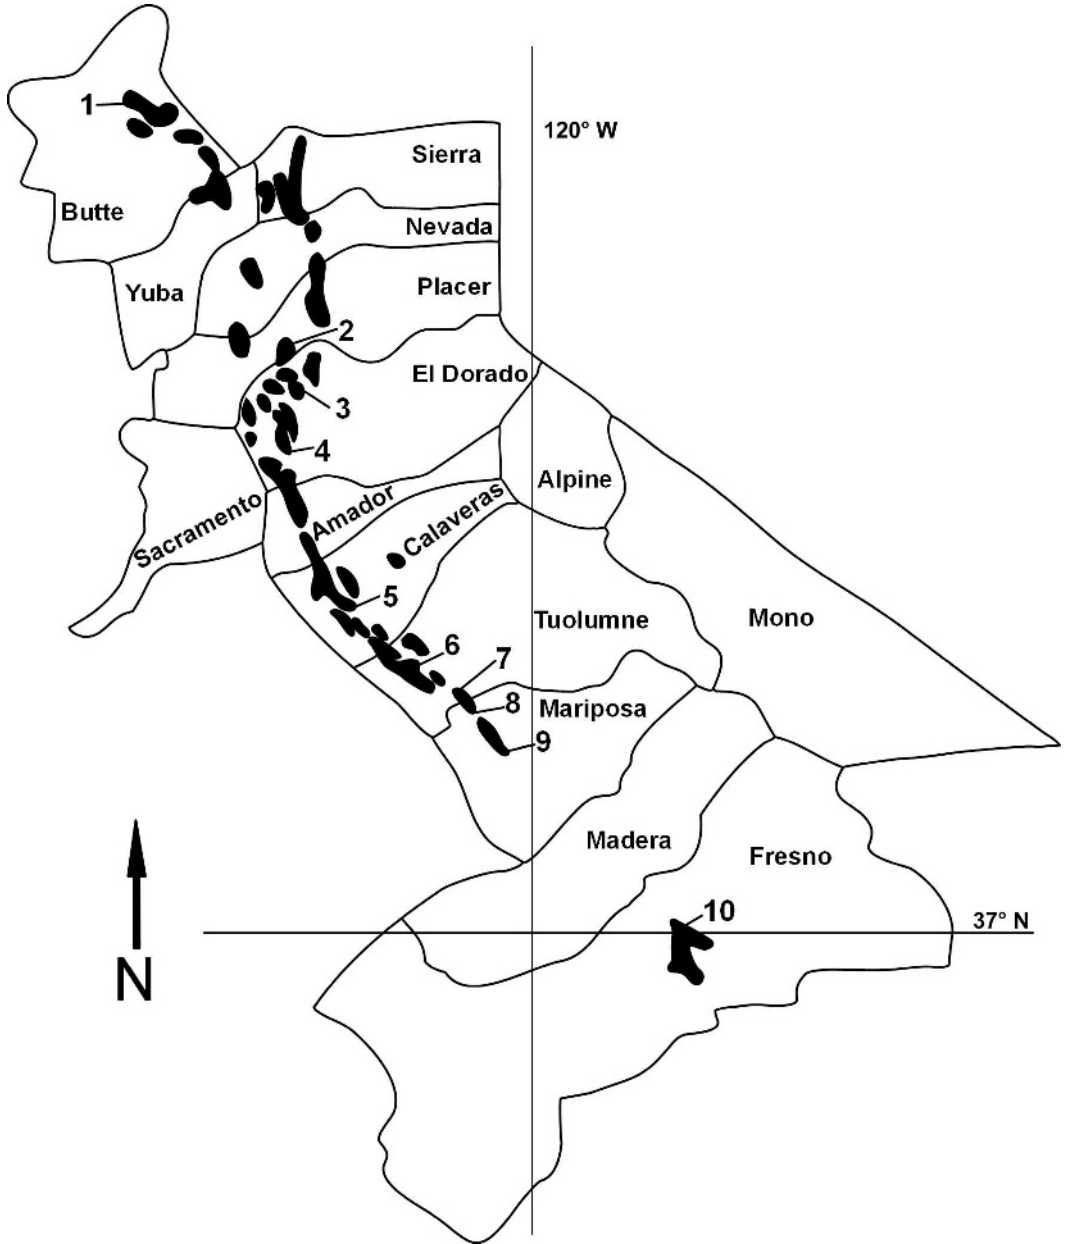 1
120° W
Sierra
Butte
Nevada
Yuba
Placer
2
El Dorado
3
4
Alpine
Sacramento
Amador
Calaveras
5
Tuolumne
Mono
6
7
8
Mariposa
9
Madera
Fresno
10
37° N
N